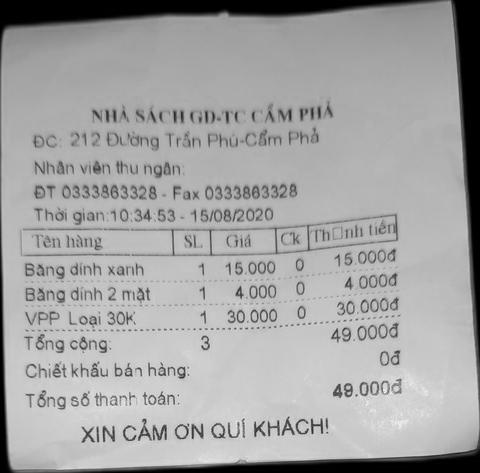 NHÀ SÁCH GD-TC CẨM PHẢ
ĐC: 212 Đường Trần Phú-Cẩm Phả
Nhân viên thu ngân:
ĐT 0333863328 - Fax 0333863328
Thời gian:10:34:53 - 15/08/2020
Tên hàng SL Giá Ck Th□nh tiền
Băng dính xanh 1 15.000 0 15.000đ
Băng dính 2 mặt 1 4.000 0 4.000đ
VPP Loại 30K 1 30.000 0 30.000đ
Tổng cộng: 3 49.000đ
Chiết khấu bán hàng: 0đ
Tổng số thanh toán: 49.000đ
XIN CẢM ƠN QUÍ KHÁCH!